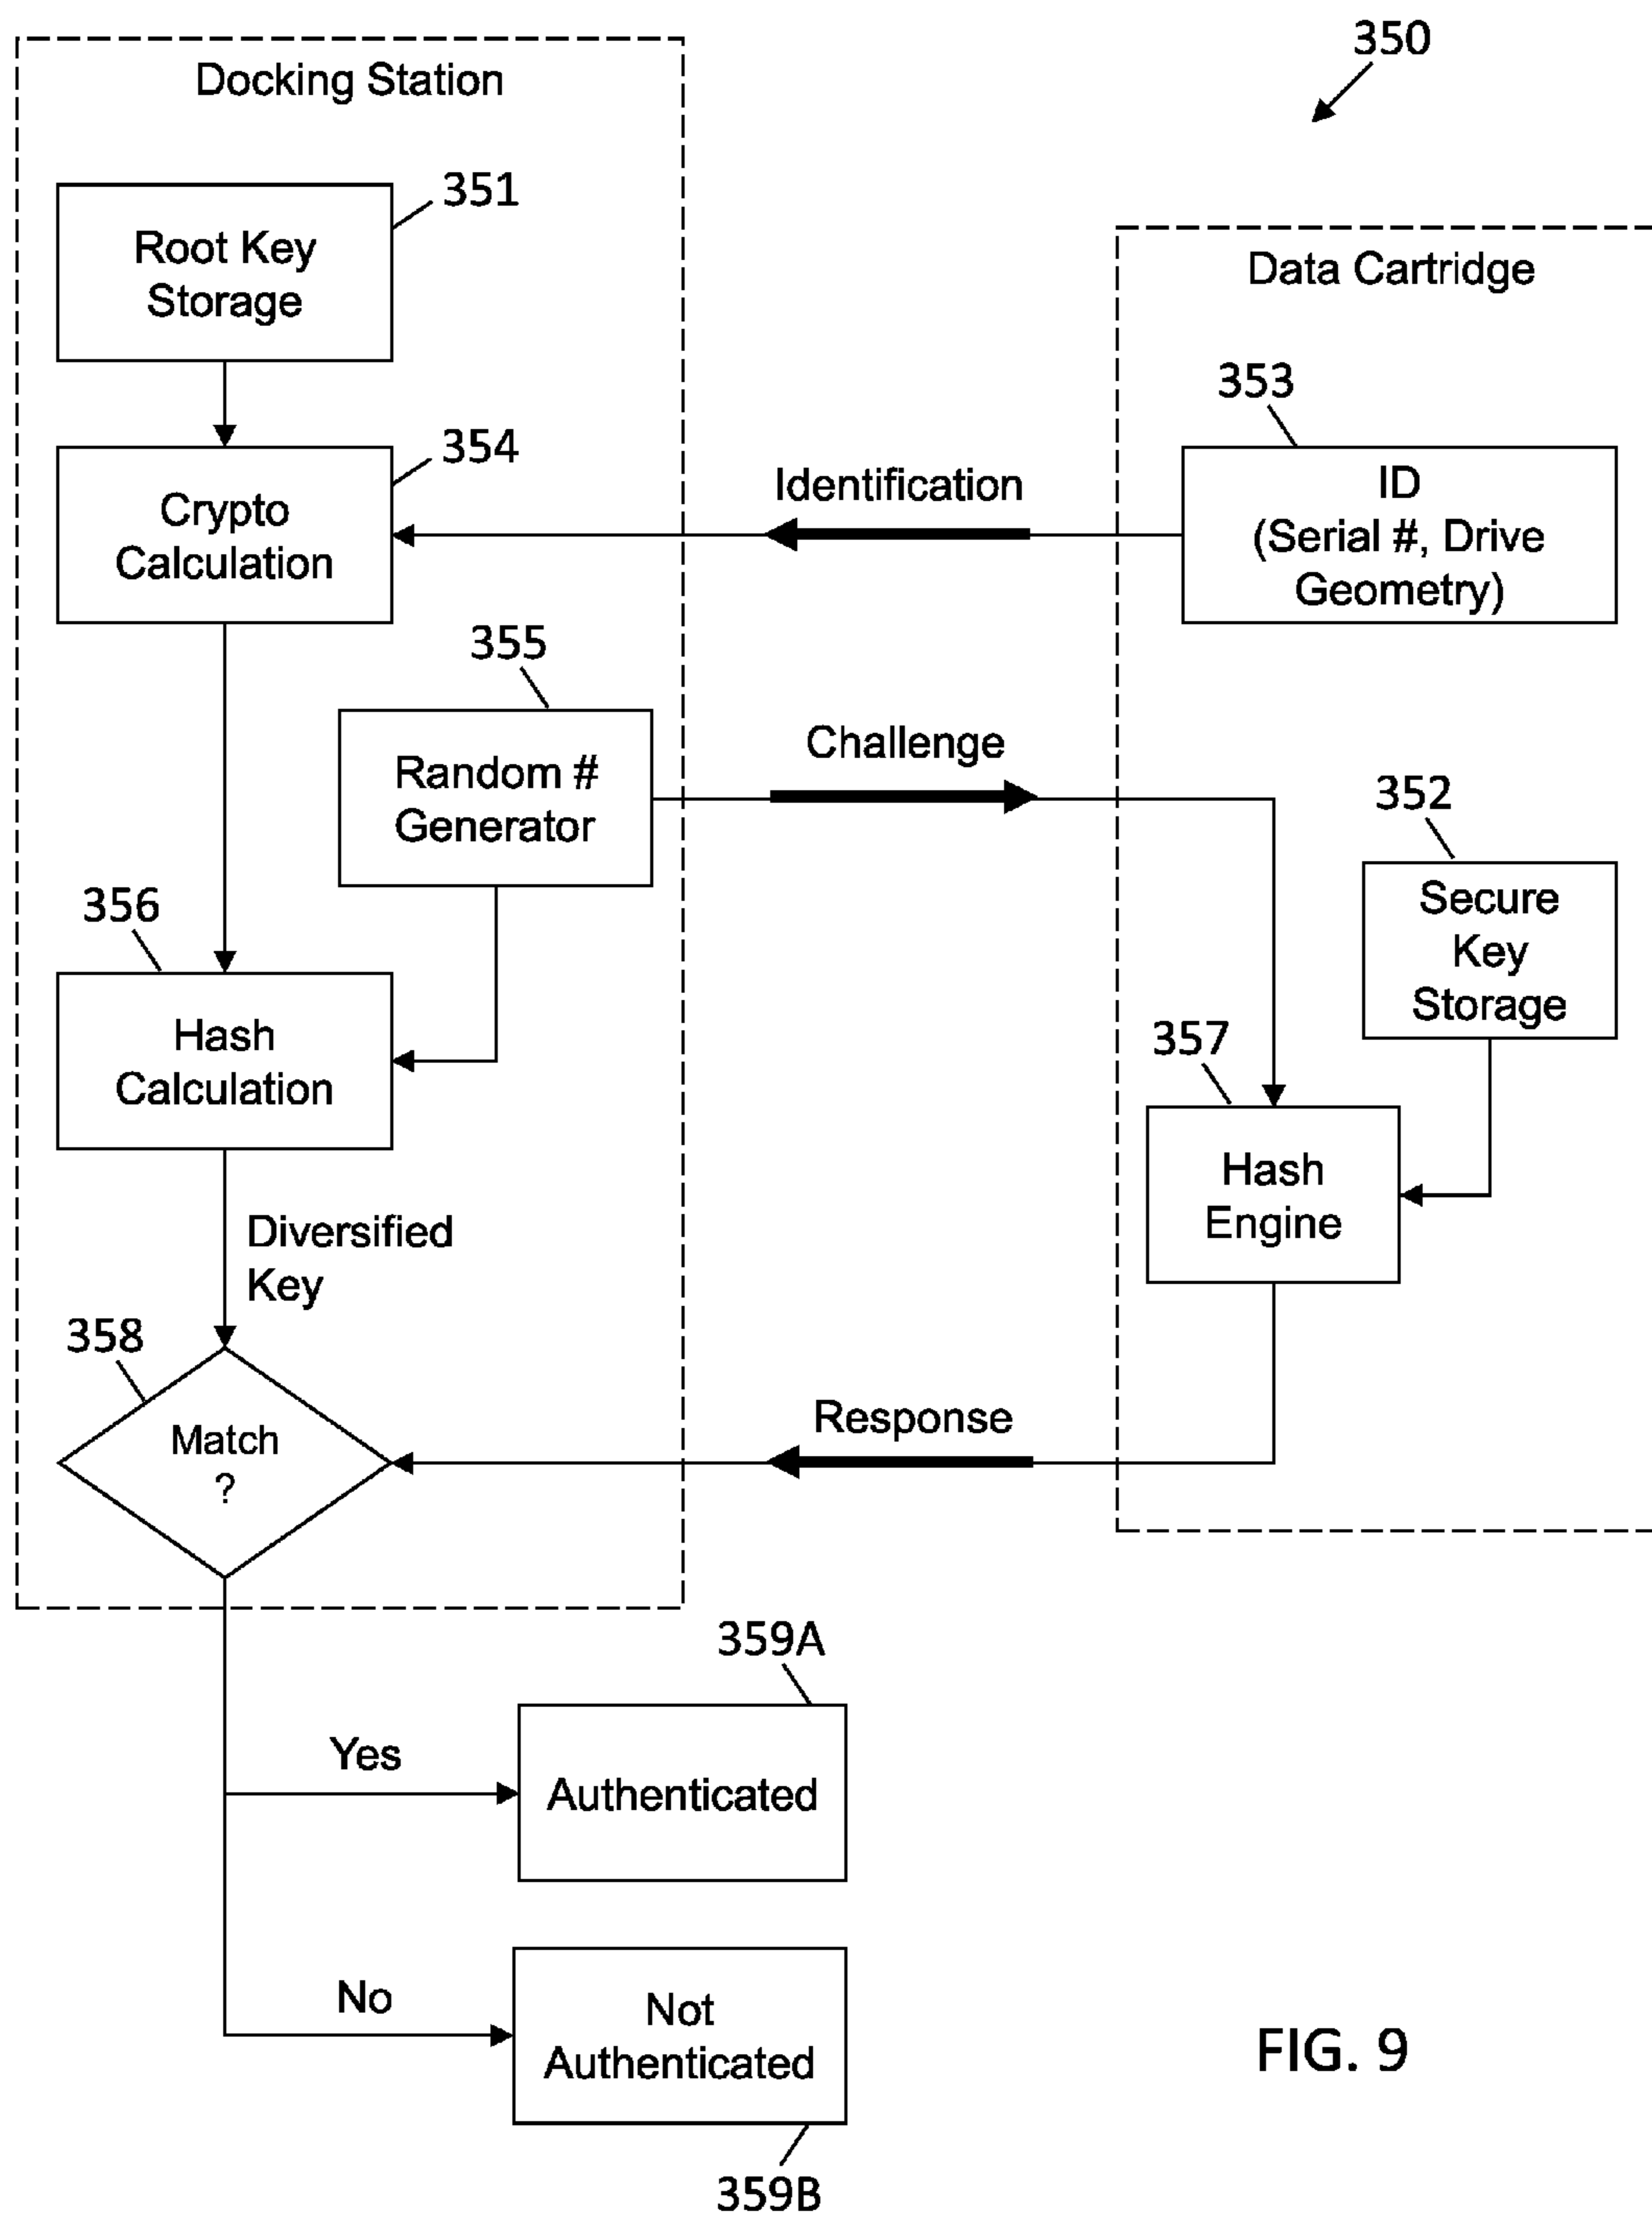 350
Docking Station
351
Root Key
Storage
Data Cartridge
353
354
Crypto
Calculation
Identification
ID
(Serial #, Drive
Geometry)
355
Random #
Generator
Challenge
352
Secure
Key
Storage
356
Hash
Calculation
357
Hash
Engine
Diversified
Key
358
Match
?
Response
359A
Yes
Authenticated
No
Not
Authenticated
359B
FIG. 9